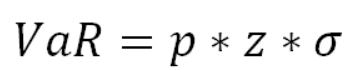 VaR = p * z * σ